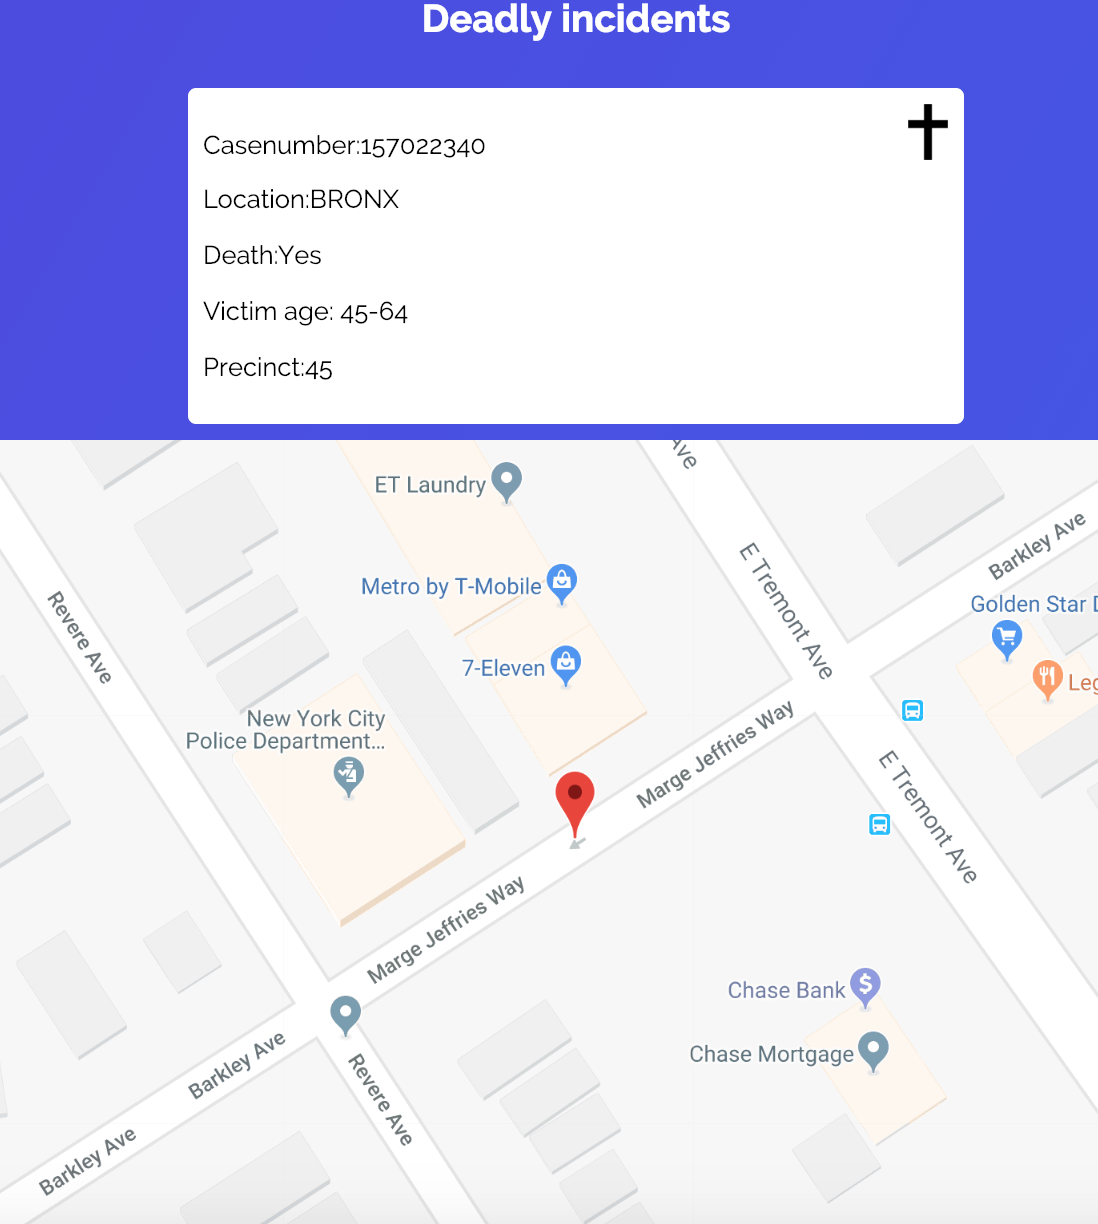 Deadly incidents
Casenumber:157022340
Location:BRONX
Death:Yes
Victim age: 45-64
Precinct:45
Ave
ET Laundry
Barkley Ave
E Tremont Ave
Metro by T-Mobile
Revere Ave
Golden Star D
7-Eleven
Leg
New York City
Police Department...
Marge Jeffries Way
E Tremont Ave
Marge Jeffries Way
Chase Bank
Chase Mortgage
Barkley Ave
Revere Ave
Barkley Ave